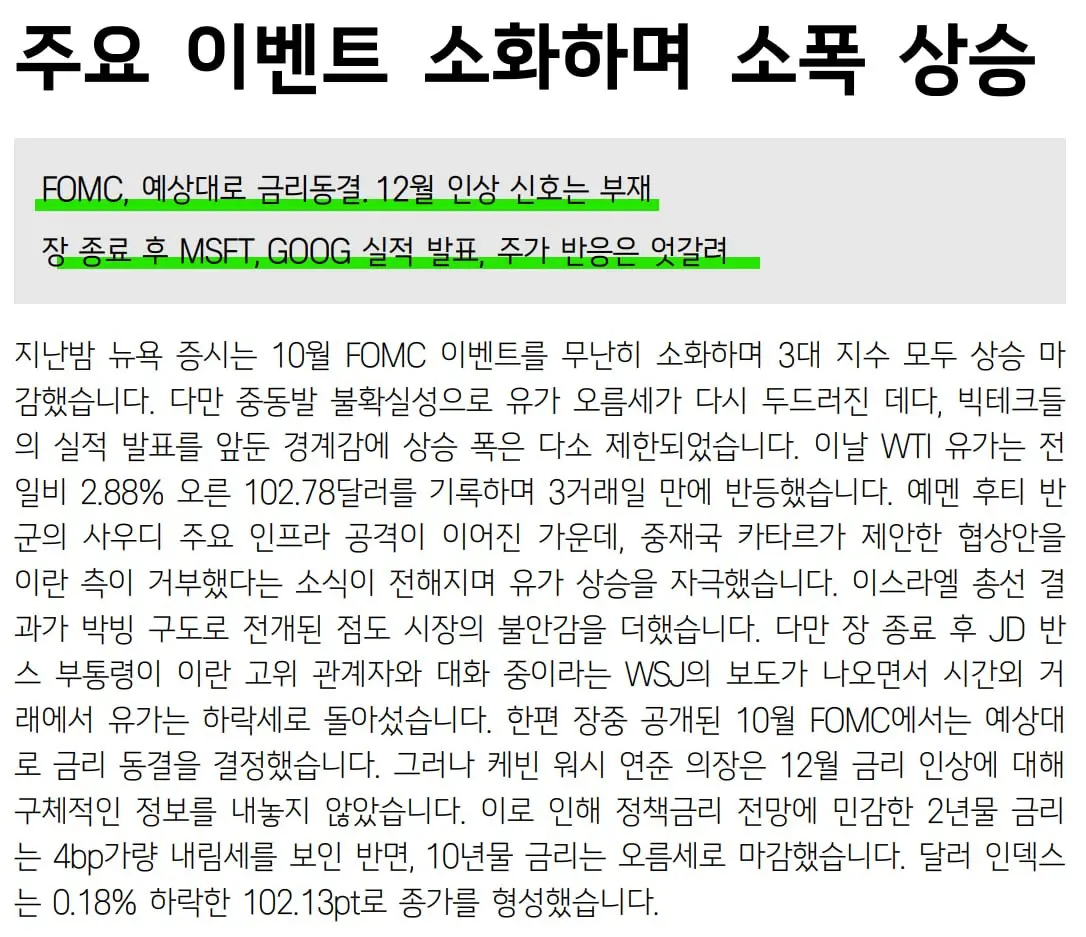 주요 이벤트 소화하며 소폭 상승
FOMC, 예상대로 금리동결. 12월 인상 신호는 부재
장 종료 후 MSFT, GOOG 실적 발표, 주가 반응은 엇갈려
지난밤 뉴욕 증시는 10월 FOMC 이벤트를 무난히 소화하며 3대 지수 모두 상승 마
감했습니다. 다만 중동발 불확실성으로 유가 오름세가 다시 두드러진 데다, 빅테크들
의 실적 발표를 앞둔 경계감에 상승 폭은 다소 제한되었습니다. 이날 WTI 유가는 전
일비 2.88% 오른 102.78달러를 기록하며 3거래일 만에 반등했습니다. 예멘 후티 반
군의 사우디 주요 인프라 공격이 이어진 가운데, 중재국 카타르가 제안한 협상안을
이란 측이 거부했다는 소식이 전해지며 유가 상승을 자극했습니다. 이스라엘 총선 결
과가 박빙 구도로 전개된 점도 시장의 불안감을 더했습니다. 다만 장 종료 후 JD 반
스 부통령이 이란 고위 관계자와 대화 중이라는 WSJ의 보도가 나오면서 시간외 거
래에서 유가는 하락세로 돌아섰습니다. 한편 장중 공개된 10월 FOMC에서는 예상대
로 금리 동결을 결정했습니다. 그러나 케빈 워시 연준 의장은 12월 금리 인상에 대해
구체적인 정보를 내놓지 않았습니다. 이로 인해 정책금리 전망에 민감한 2년물 금리
는 4bp가량 내림세를 보인 반면, 10년물 금리는 오름세로 마감했습니다. 달러 인덱스
는 0.18% 하락한 102.13pt로 종가를 형성했습니다.